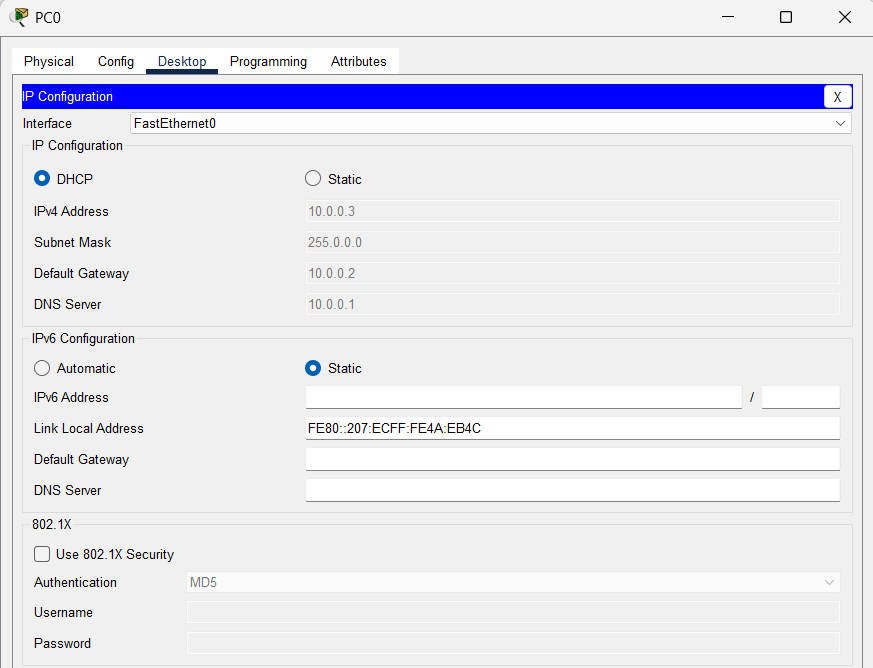 PC0
Physical Config Desktop Programming Attributes
IP Configuration X
Interface FastEthernet0
IP Configuration
DHCP Static
IPv4 Address 10.0.0.3
Subnet Mask 255.0.0.0
Default Gateway 10.0.0.2
DNS Server 10.0.0.1
IPv6 Configuration
Automatic Static
IPv6 Address /
Link Local Address FE80::207:ECFF:FE4A:EB4C
Default Gateway
DNS Server
802.1X
Use 802.1X Security
Authentication MD5
Username
Password